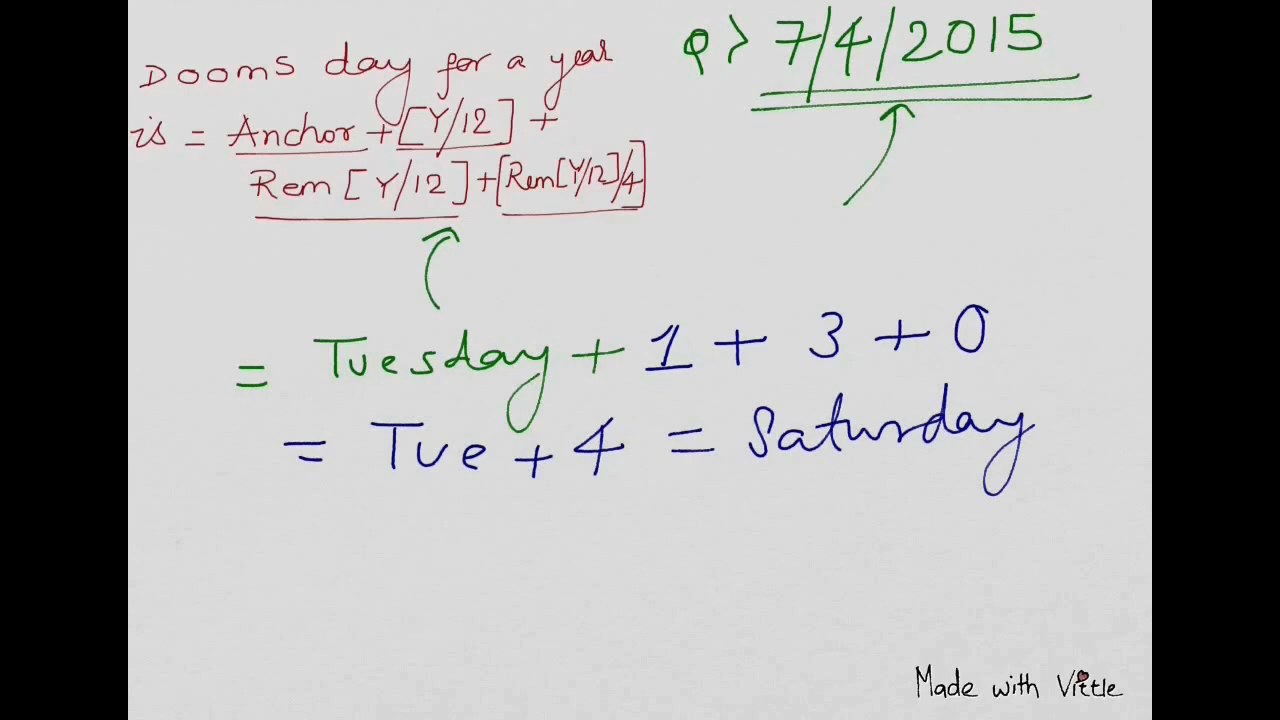 Dooms day for a year
is = Anchor + [Y/12] +
Rem [Y/12] + [Rem[Y/12]/4]
Q> 7/4/2015
= Tuesday + 1 + 3 + 0
= Tue + 4 = Saturday
Made with Vittle